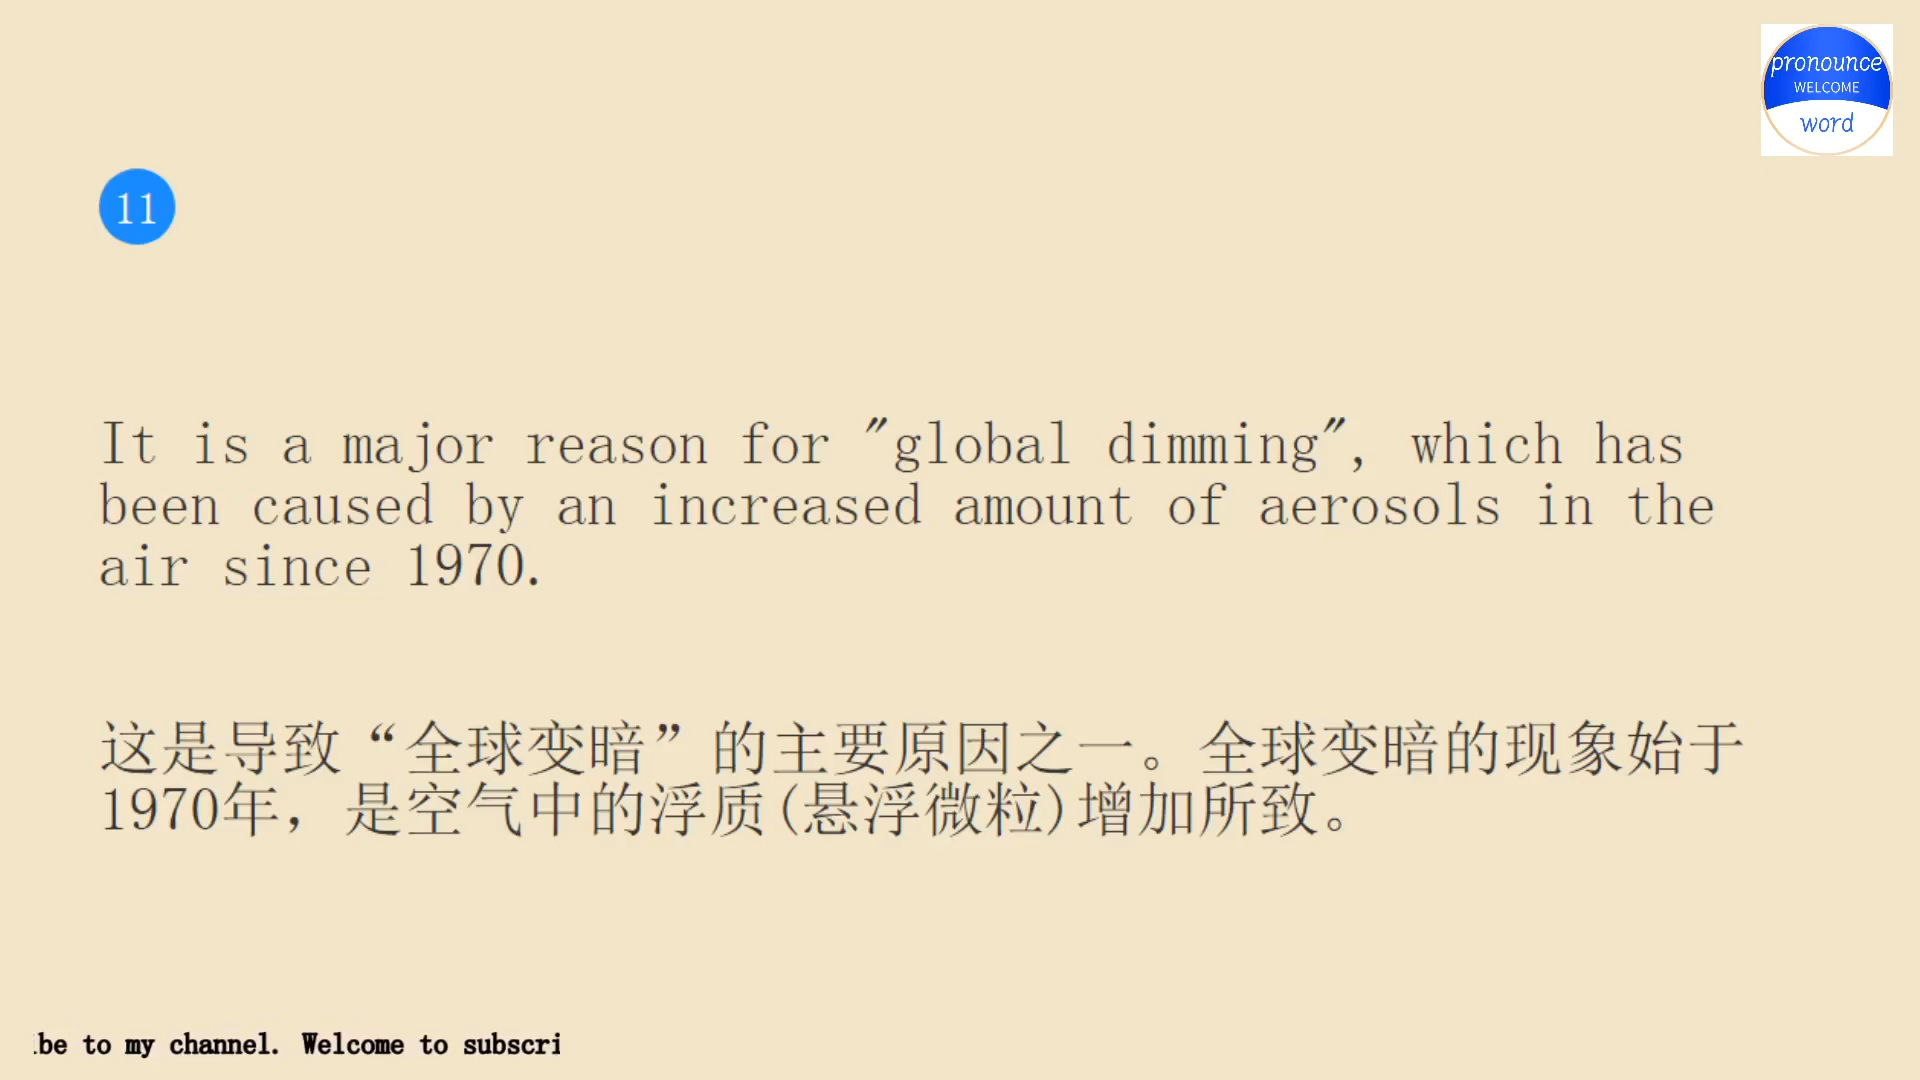 pronounce
WELCOME
word
11
It is a major reason for "global dimming", which has
been caused by an increased amount of aerosols in the
air since 1970.
这是导致“全球变暗”的主要原因之一。全球变暗的现象始于
1970年，是空气中的浮质(悬浮微粒)增加所致。
be to my channel. Welcome to subscri